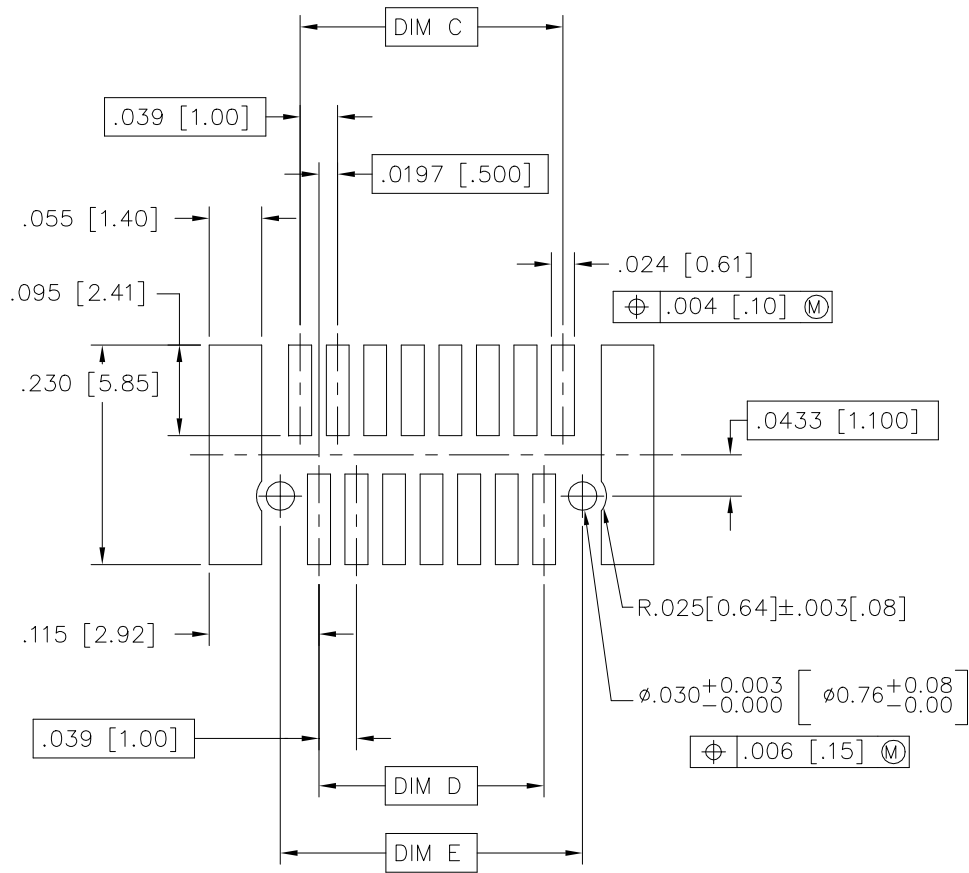 DIM C
.039 [1.00]
.0197 [.500]
.055 [1.40]
.024 [0.61]
.095 [2.41]
⌖ .004 [.10] Ⓜ
.230 [5.85]
.0433 [1.100]
R.025[0.64]±.003[.08]
.115 [2.92]
ø.030 +0.003 -0.000 [ ø0.76 +0.08 -0.00 ]
.039 [1.00]
⌖ .006 [.15] Ⓜ
DIM D
DIM E